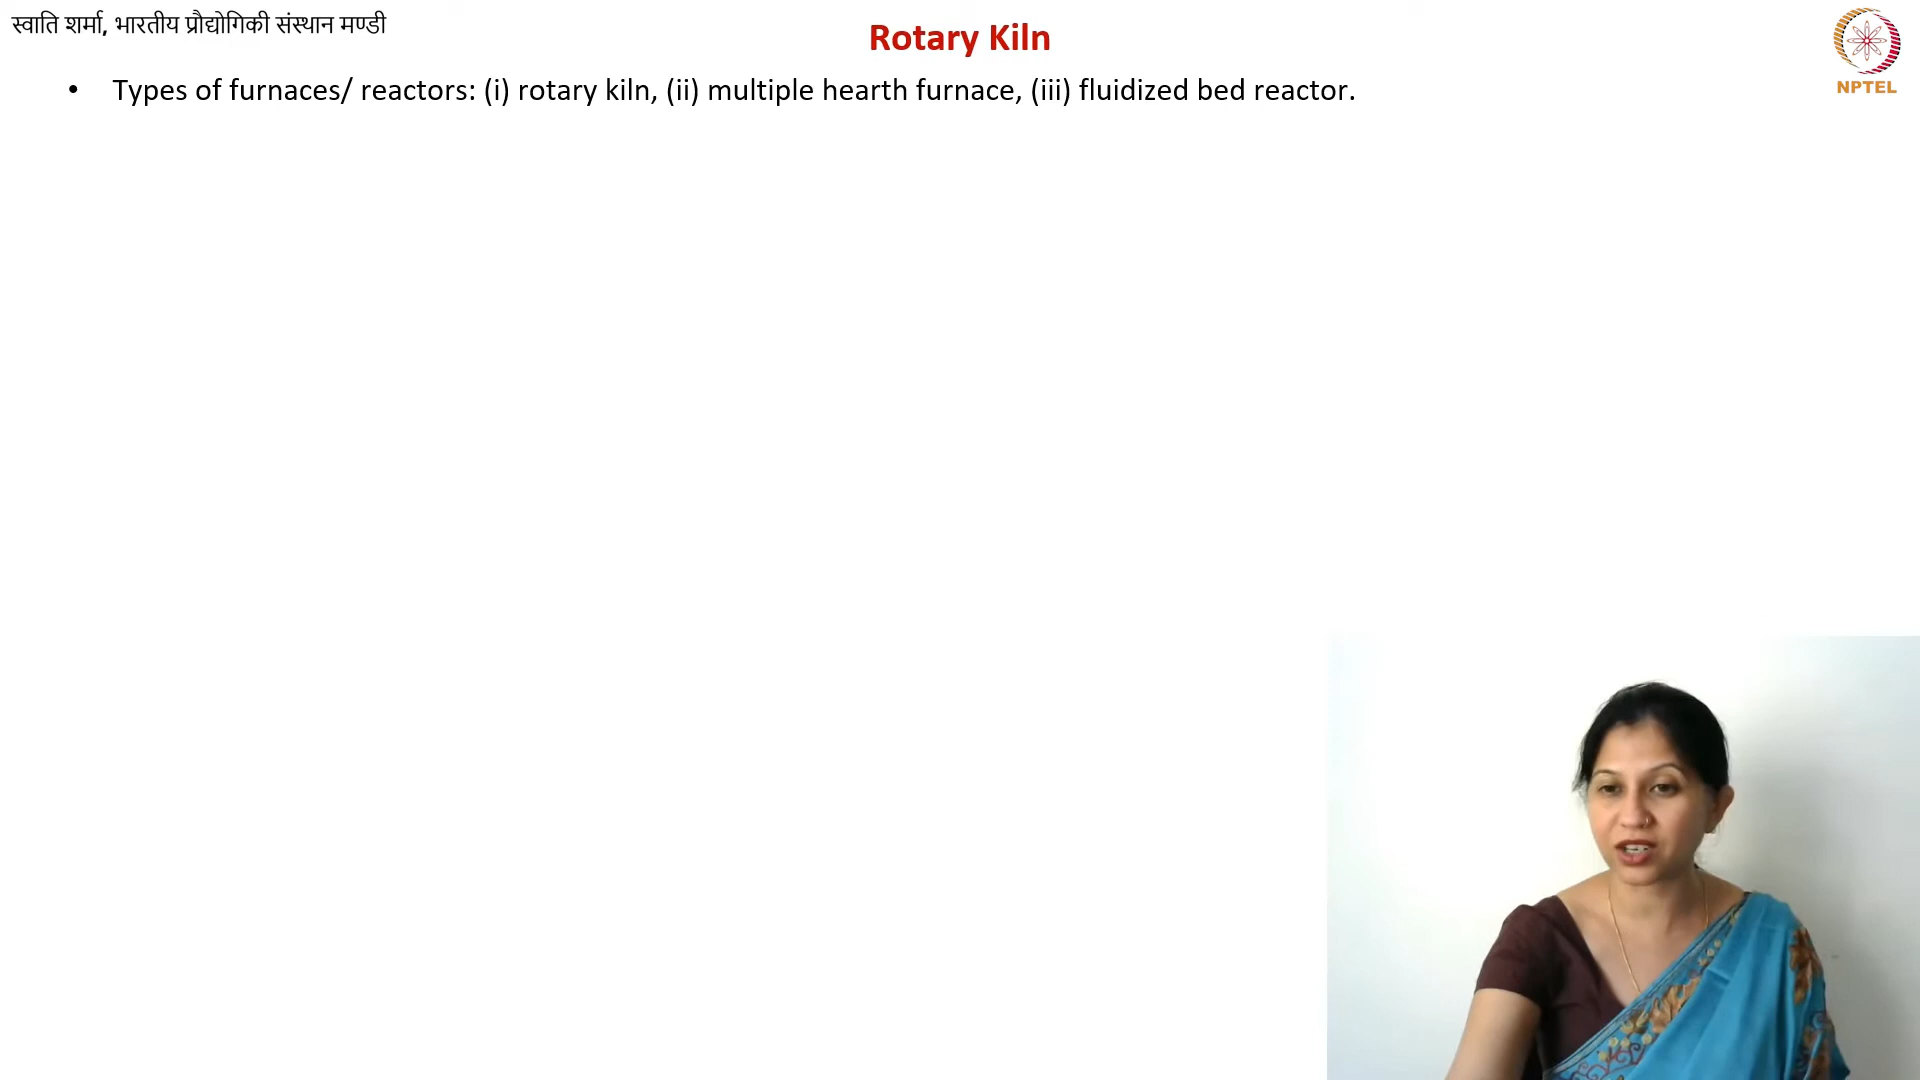 स्वाति शर्मा, भारतीय प्रौद्योगिकी संस्थान मण्डी
Rotary Kiln
NPTEL
• Types of furnaces/ reactors: (i) rotary kiln, (ii) multiple hearth furnace, (iii) fluidized bed reactor.